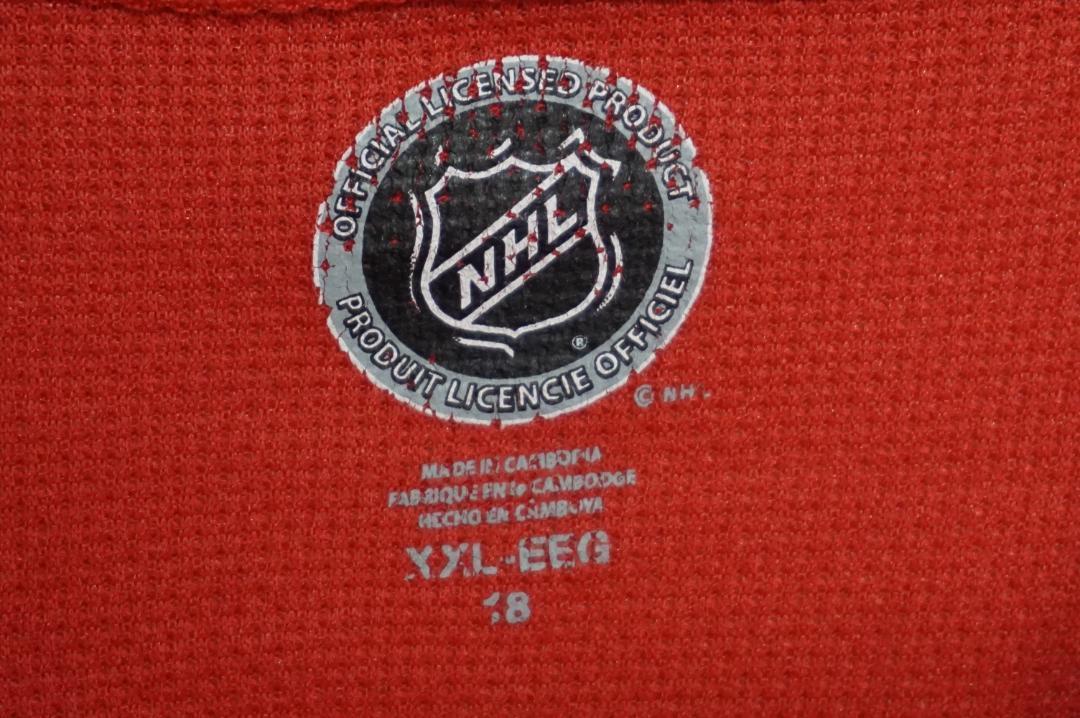 OFFICIAL LICENSED PRODUCT
NHL
®
PRODUIT LICENCIE OFFICIEL
© NHL
MADE IN CAMBODIA
FABRIQUE EN le CAMBODGE
HECHO EN CAMBOYA
XXL-EEG
18